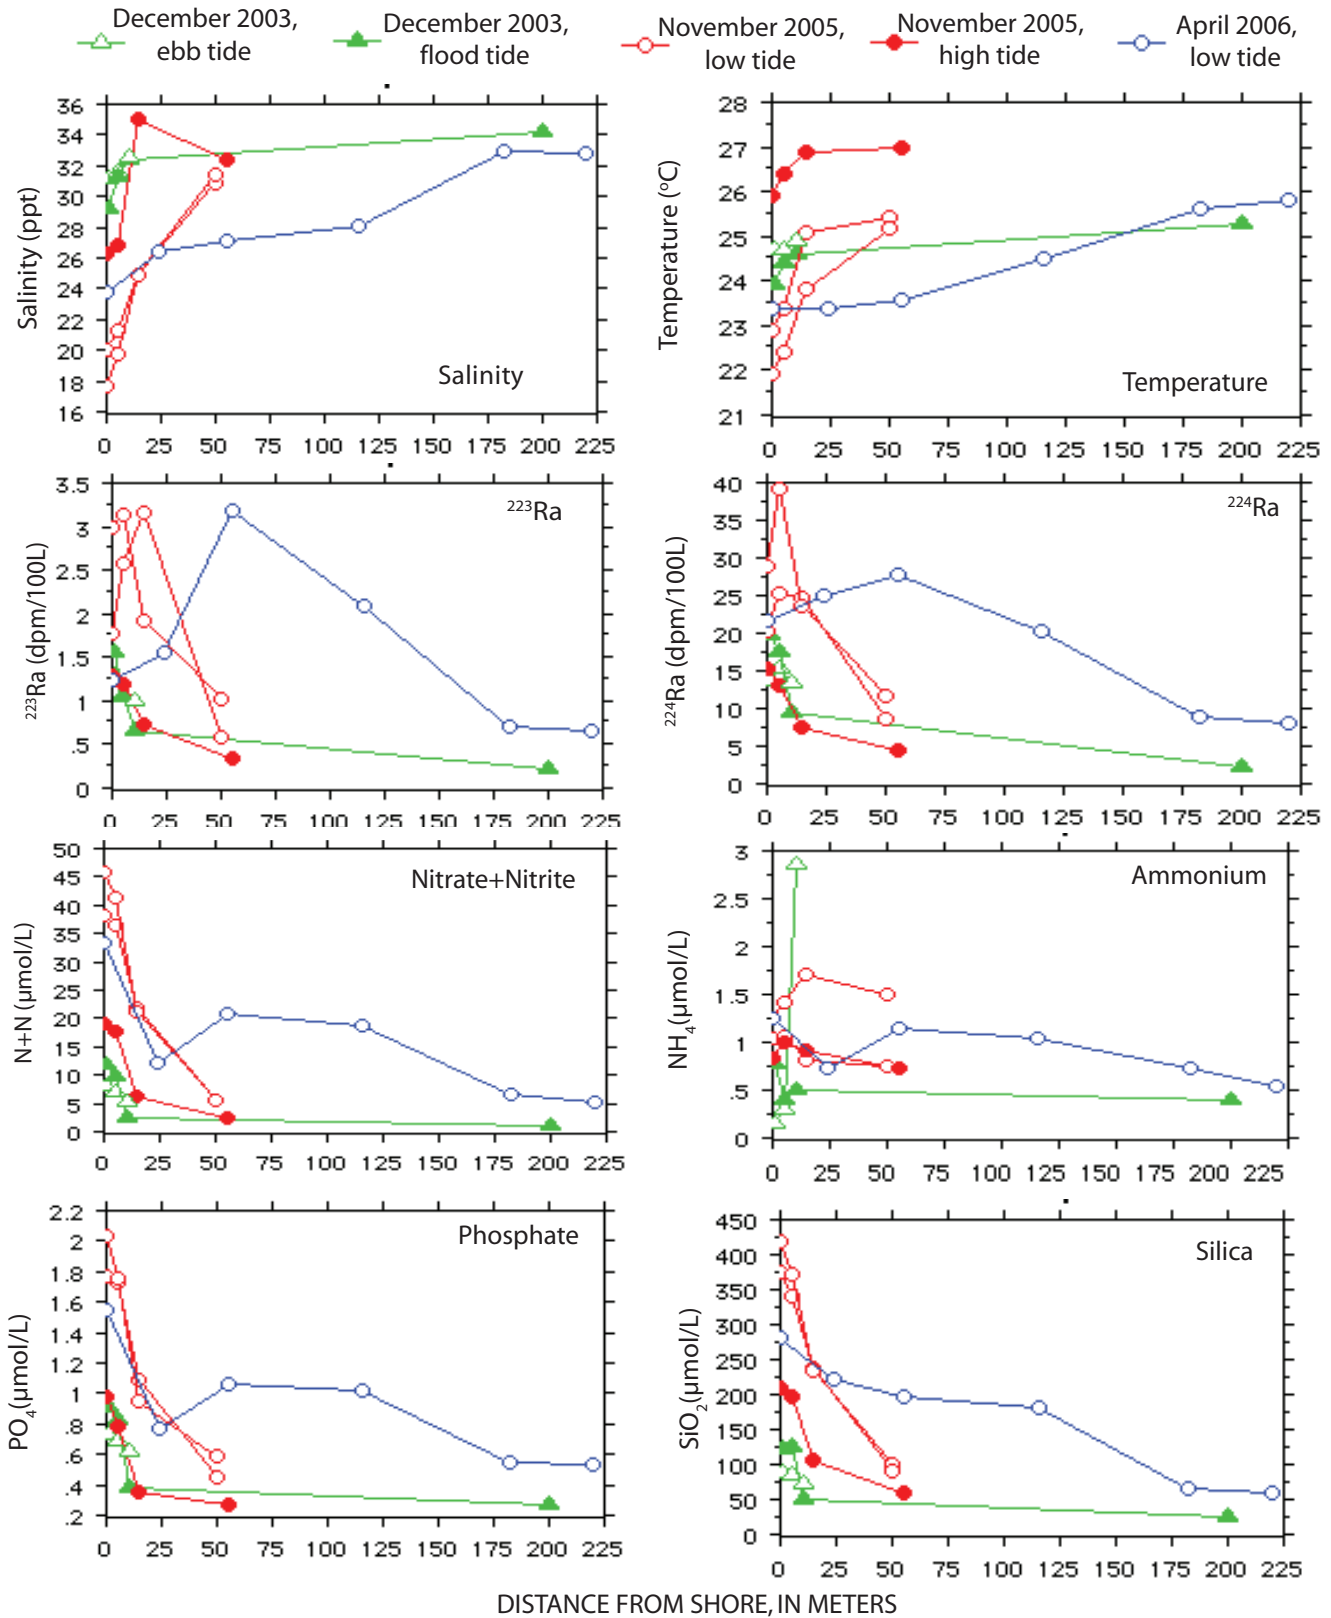 December 2003,
ebb tide
December 2003,
flood tide
November 2005,
low tide
November 2005,
high tide
April 2006,
low tide
36
34
32
30
28
26
24
22
20
18
16
Salinity (ppt)
Salinity
0 25 50 75 100 125 150 175 200 225
28
27
26
25
24
23
22
21
Temperature (°C)
Temperature
0 25 50 75 100 125 150 175 200 225
3.5
3
2.5
2
1.5
1
.5
0
²²³Ra (dpm/100L)
²²³Ra
0 25 50 75 100 125 150 175 200 225
40
35
30
25
20
15
10
5
0
²²⁴Ra (dpm/100L)
²²⁴Ra
0 25 50 75 100 125 150 175 200 225
50
45
40
35
30
25
20
15
10
5
0
N+N (µmol/L)
Nitrate+Nitrite
0 25 50 75 100 125 150 175 200 225
3
2.5
2
1.5
1
.5
0
NH₄(µmol/L)
Ammonium
0 25 50 75 100 125 150 175 200 225
2.2
2
1.8
1.6
1.4
1.2
1
.8
.6
.4
.2
PO₄(µmol/L)
Phosphate
0 25 50 75 100 125 150 175 200 225
450
400
350
300
250
200
150
100
50
0
SiO₂(µmol/L)
Silica
0 25 50 75 100 125 150 175 200 225
DISTANCE FROM SHORE, IN METERS